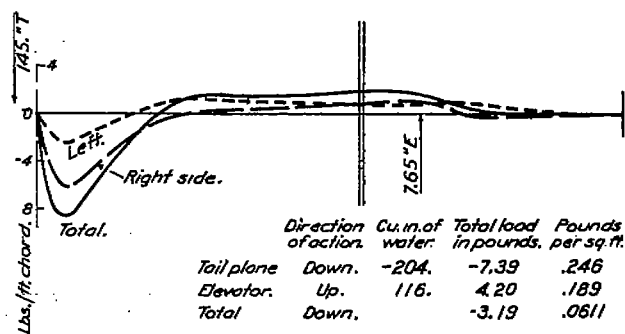 .145."T
4
0
-4
8
Lbs./ft.chord.
Left.
Right side.
Total.
7.65"E
Direction of action. Cu.in.of water. Total load in pounds. Pounds per sq.ft.
Tail plane Down. -204. -7.39 .246
Elevator. Up. 116. 4.20 .189
Total Down. -3.19 .0611